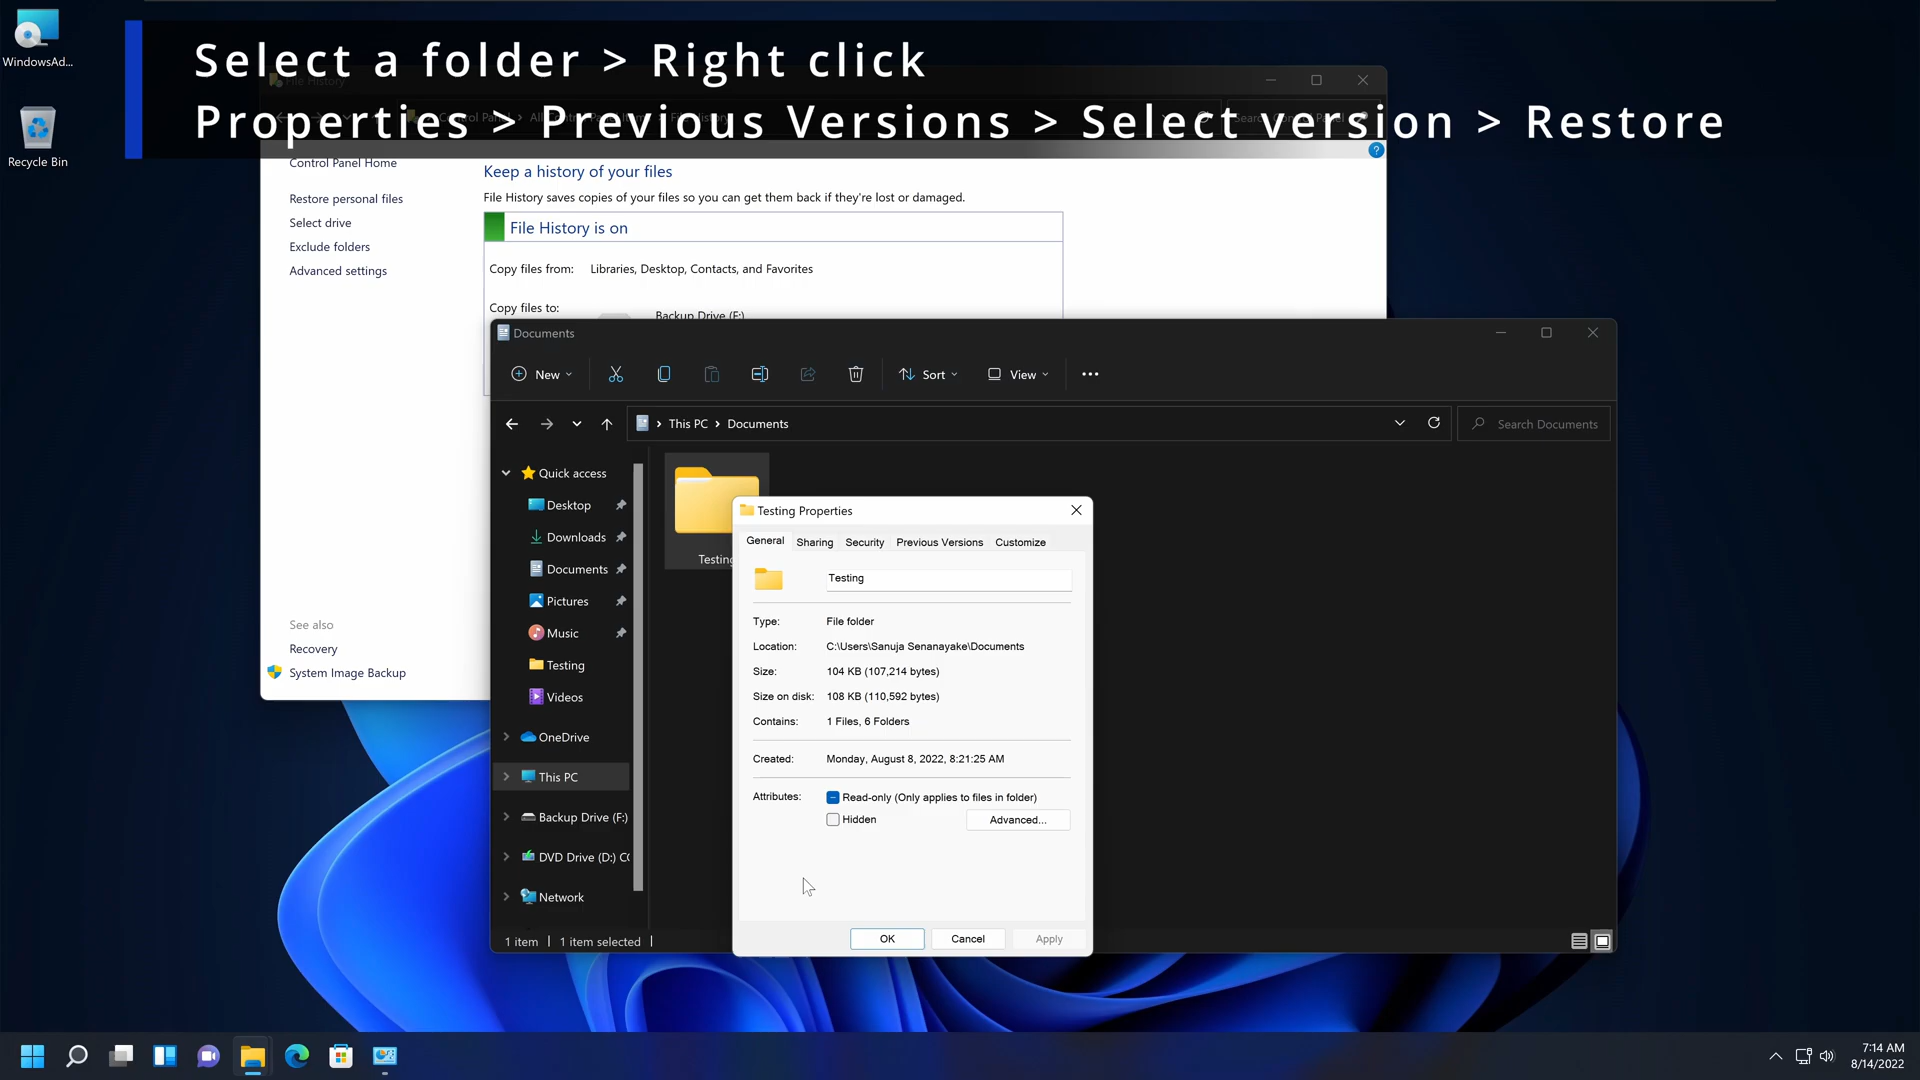 Select a folder > Right click
Properties > Previous Versions > Select version > Restore
WindowsAd...
Recycle Bin
File History
Control Panel Home
Restore personal files
Select drive
Exclude folders
Advanced settings
See also
Recovery
System Image Backup
Keep a history of your files
File History saves copies of your files so you can get them back if they're lost or damaged.
File History is on
Copy files from: Libraries, Desktop, Contacts, and Favorites
Copy files to:
Backup Drive (F:)
Documents
New
Sort
View
This PC > Documents
Search Documents
Quick access
Desktop
Downloads
Documents
Pictures
Music
Testing
Videos
OneDrive
This PC
Backup Drive (F:)
DVD Drive (D:)
Network
Testing
1 item | 1 item selected |
Testing Properties
General Sharing Security Previous Versions Customize
Testing
Type: File folder
Location: C:\Users\Sanuja Senanayake\Documents
Size: 104 KB (107,214 bytes)
Size on disk: 108 KB (110,592 bytes)
Contains: 1 Files, 6 Folders
Created: Monday, August 8, 2022, 8:21:25 AM
Attributes: Read-only (Only applies to files in folder)
Hidden
Advanced...
OK Cancel Apply
7:14 AM
8/14/2022